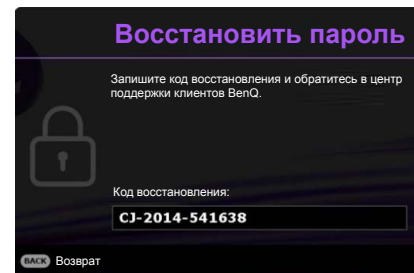 Восстановить пароль
Запишите код восстановления и обратитесь в центр
поддержки клиентов BenQ.
Код восстановления:
CJ-2014-541638
BACK Возврат